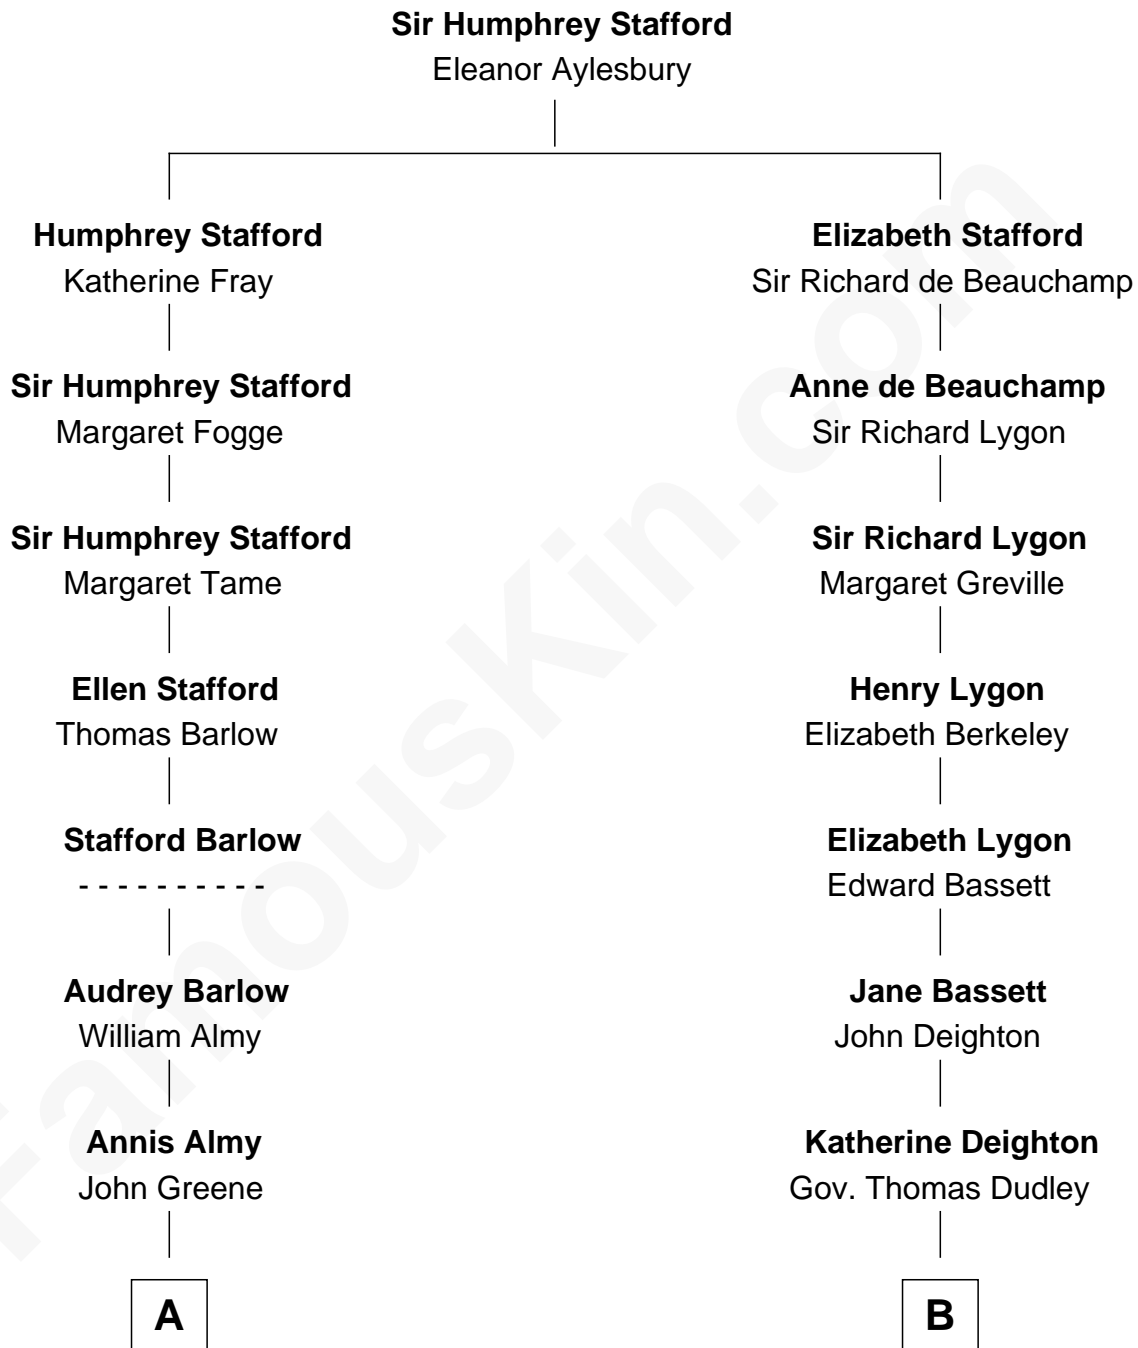 Sir Humphrey Stafford
Eleanor Aylesbury
Humphrey Stafford
Katherine Fray
Elizabeth Stafford
Sir Richard de Beauchamp
Sir Humphrey Stafford
Margaret Fogge
Anne de Beauchamp
Sir Richard Lygon
Sir Humphrey Stafford
Margaret Tame
Sir Richard Lygon
Margaret Greville
Ellen Stafford
Thomas Barlow
Henry Lygon
Elizabeth Berkeley
Stafford Barlow
- - - - - - - - - -
Elizabeth Lygon
Edward Bassett
Audrey Barlow
William Almy
Jane Bassett
John Deighton
Annis Almy
John Greene
Katherine Deighton
Gov. Thomas Dudley
A
B
FamousKin.com